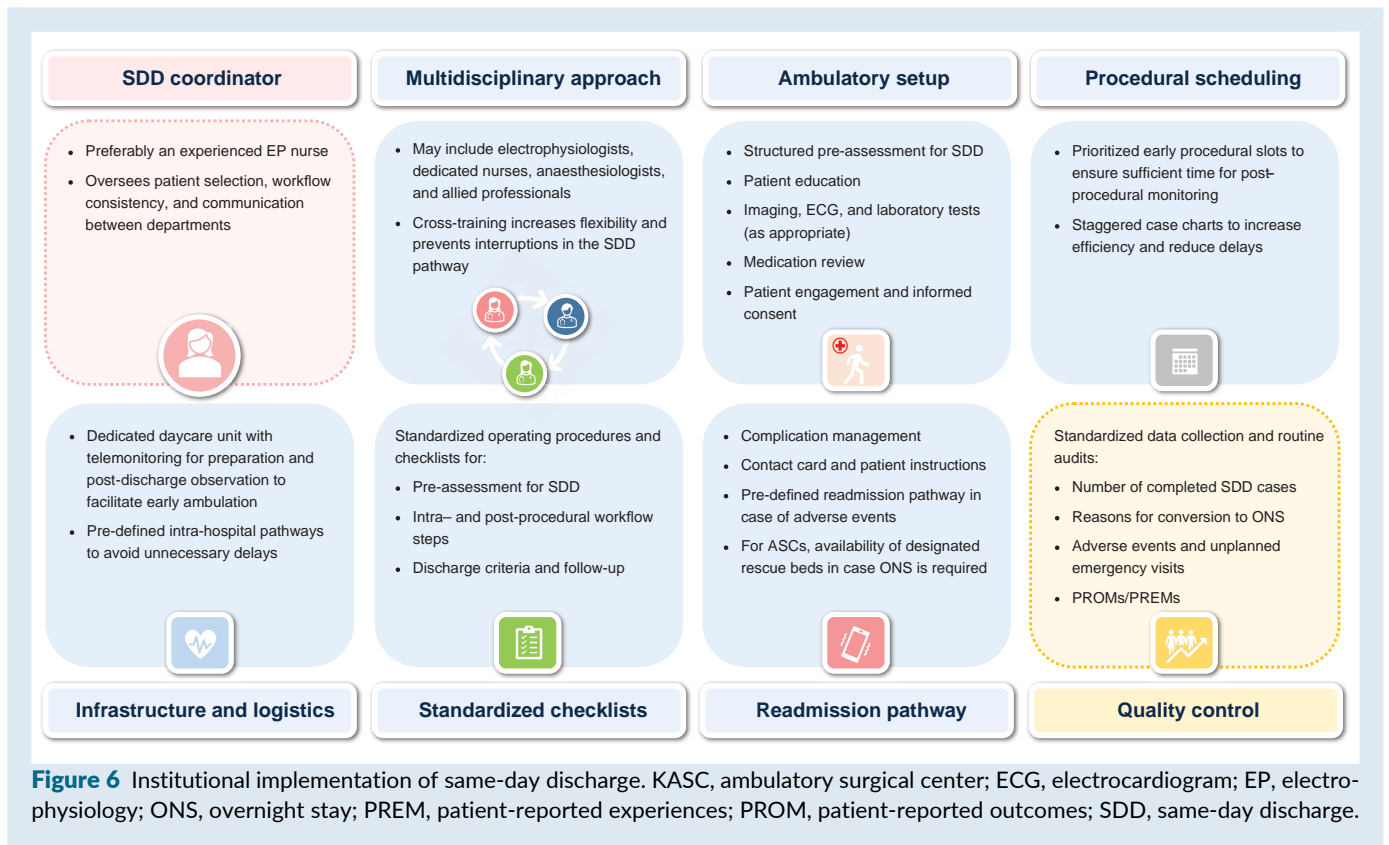 SDD coordinator
• Preferably an experienced EP nurse
• Oversees patient selection, workflow
consistency, and communication
between departments
Multidisciplinary approach
• May include electrophysiologists,
dedicated nurses, anaesthesiologists,
and allied professionals
• Cross-training increases flexibility and
prevents interruptions in the SDD
pathway
Ambulatory setup
• Structured pre-assessment for SDD
• Patient education
• Imaging, ECG, and laboratory tests
(as appropriate)
• Medication review
• Patient engagement and informed
consent
Procedural scheduling
• Prioritized early procedural slots to
ensure sufficient time for post-
procedural monitoring
• Staggered case charts to increase
efficiency and reduce delays
• Dedicated daycare unit with
telemonitoring for preparation and
post-discharge observation to
facilitate early ambulation
• Pre-defined intra-hospital pathways
to avoid unnecessary delays
Infrastructure and logistics
Standardized operating procedures and
checklists for:
• Pre-assessment for SDD
• Intra– and post-procedural workflow
steps
• Discharge criteria and follow-up
Standardized checklists
• Complication management
• Contact card and patient instructions
• Pre-defined readmission pathway in
case of adverse events
• For ASCs, availability of designated
rescue beds in case ONS is required
Readmission pathway
Standardized data collection and routine
audits:
• Number of completed SDD cases
• Reasons for conversion to ONS
• Adverse events and unplanned
emergency visits
• PROMs/PREMs
Quality control
Figure 6 Institutional implementation of same-day discharge. KASC, ambulatory surgical center; ECG, electrocardiogram; EP, electro-
physiology; ONS, overnight stay; PREM, patient-reported experiences; PROM, patient-reported outcomes; SDD, same-day discharge.